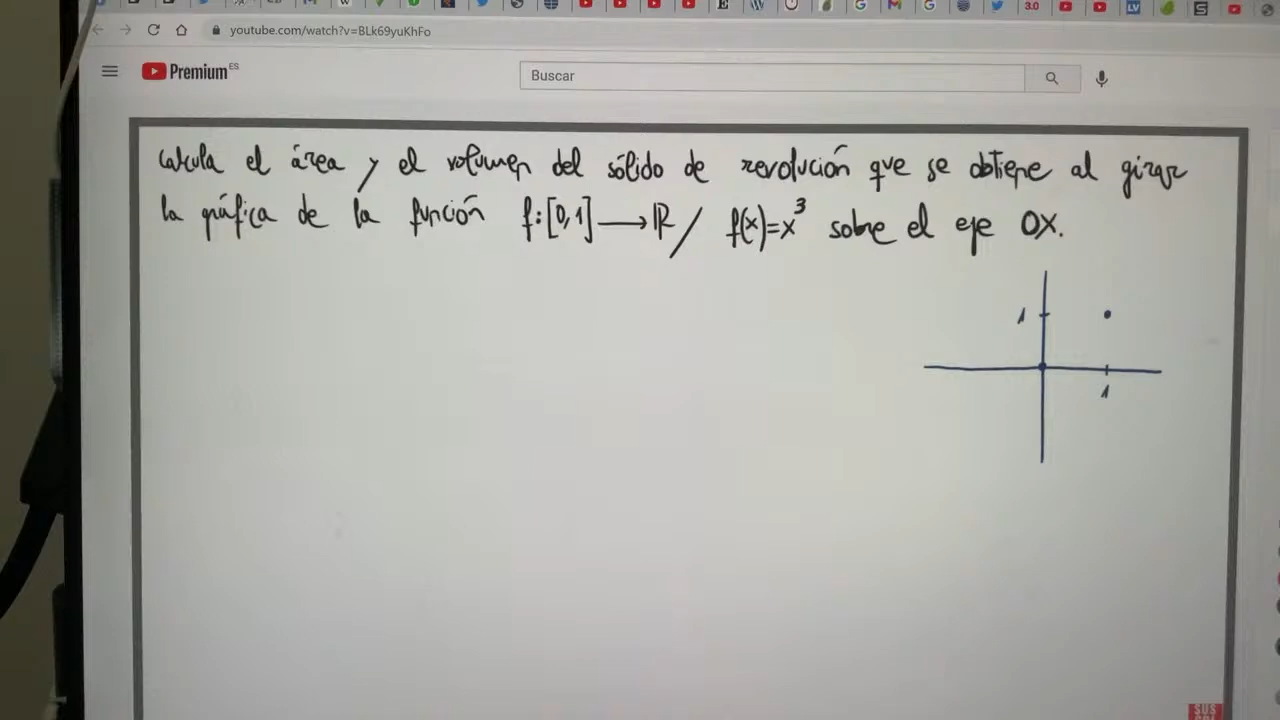 youtube.com/watch?v=BLk69yuKhFo
Premium ES
Buscar
calcula el área y el volumen del sólido de revolución que se obtiene al girar
la gráfica de la función f:[0,1]⟶ℝ / f(x)=x³ sobre el eje OX.
1
1